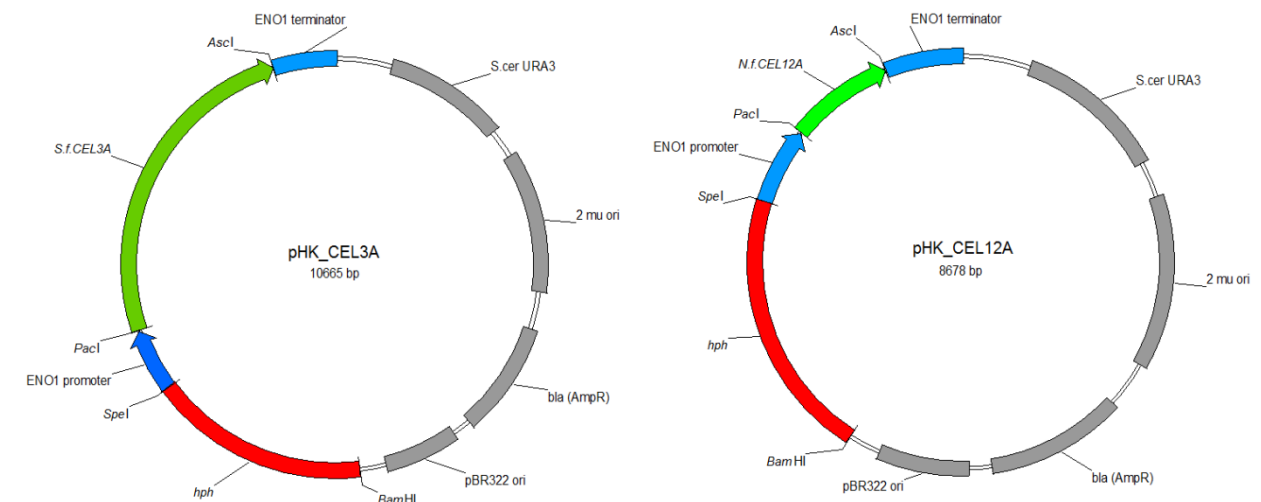 ENO1 terminator
AscI
S.cer URA3
S.f.CEL3A
2 mu ori
pHK_CEL3A
10665 bp
PacI
ENO1 promoter
SpeI
bla (AmpR)
pBR322 ori
hph
BamHI
ENO1 terminator
AscI
N.f.CEL12A
S.cer URA3
PacI
ENO1 promoter
SpeI
pHK_CEL12A
8678 bp
2 mu ori
hph
BamHI
bla (AmpR)
pBR322 ori